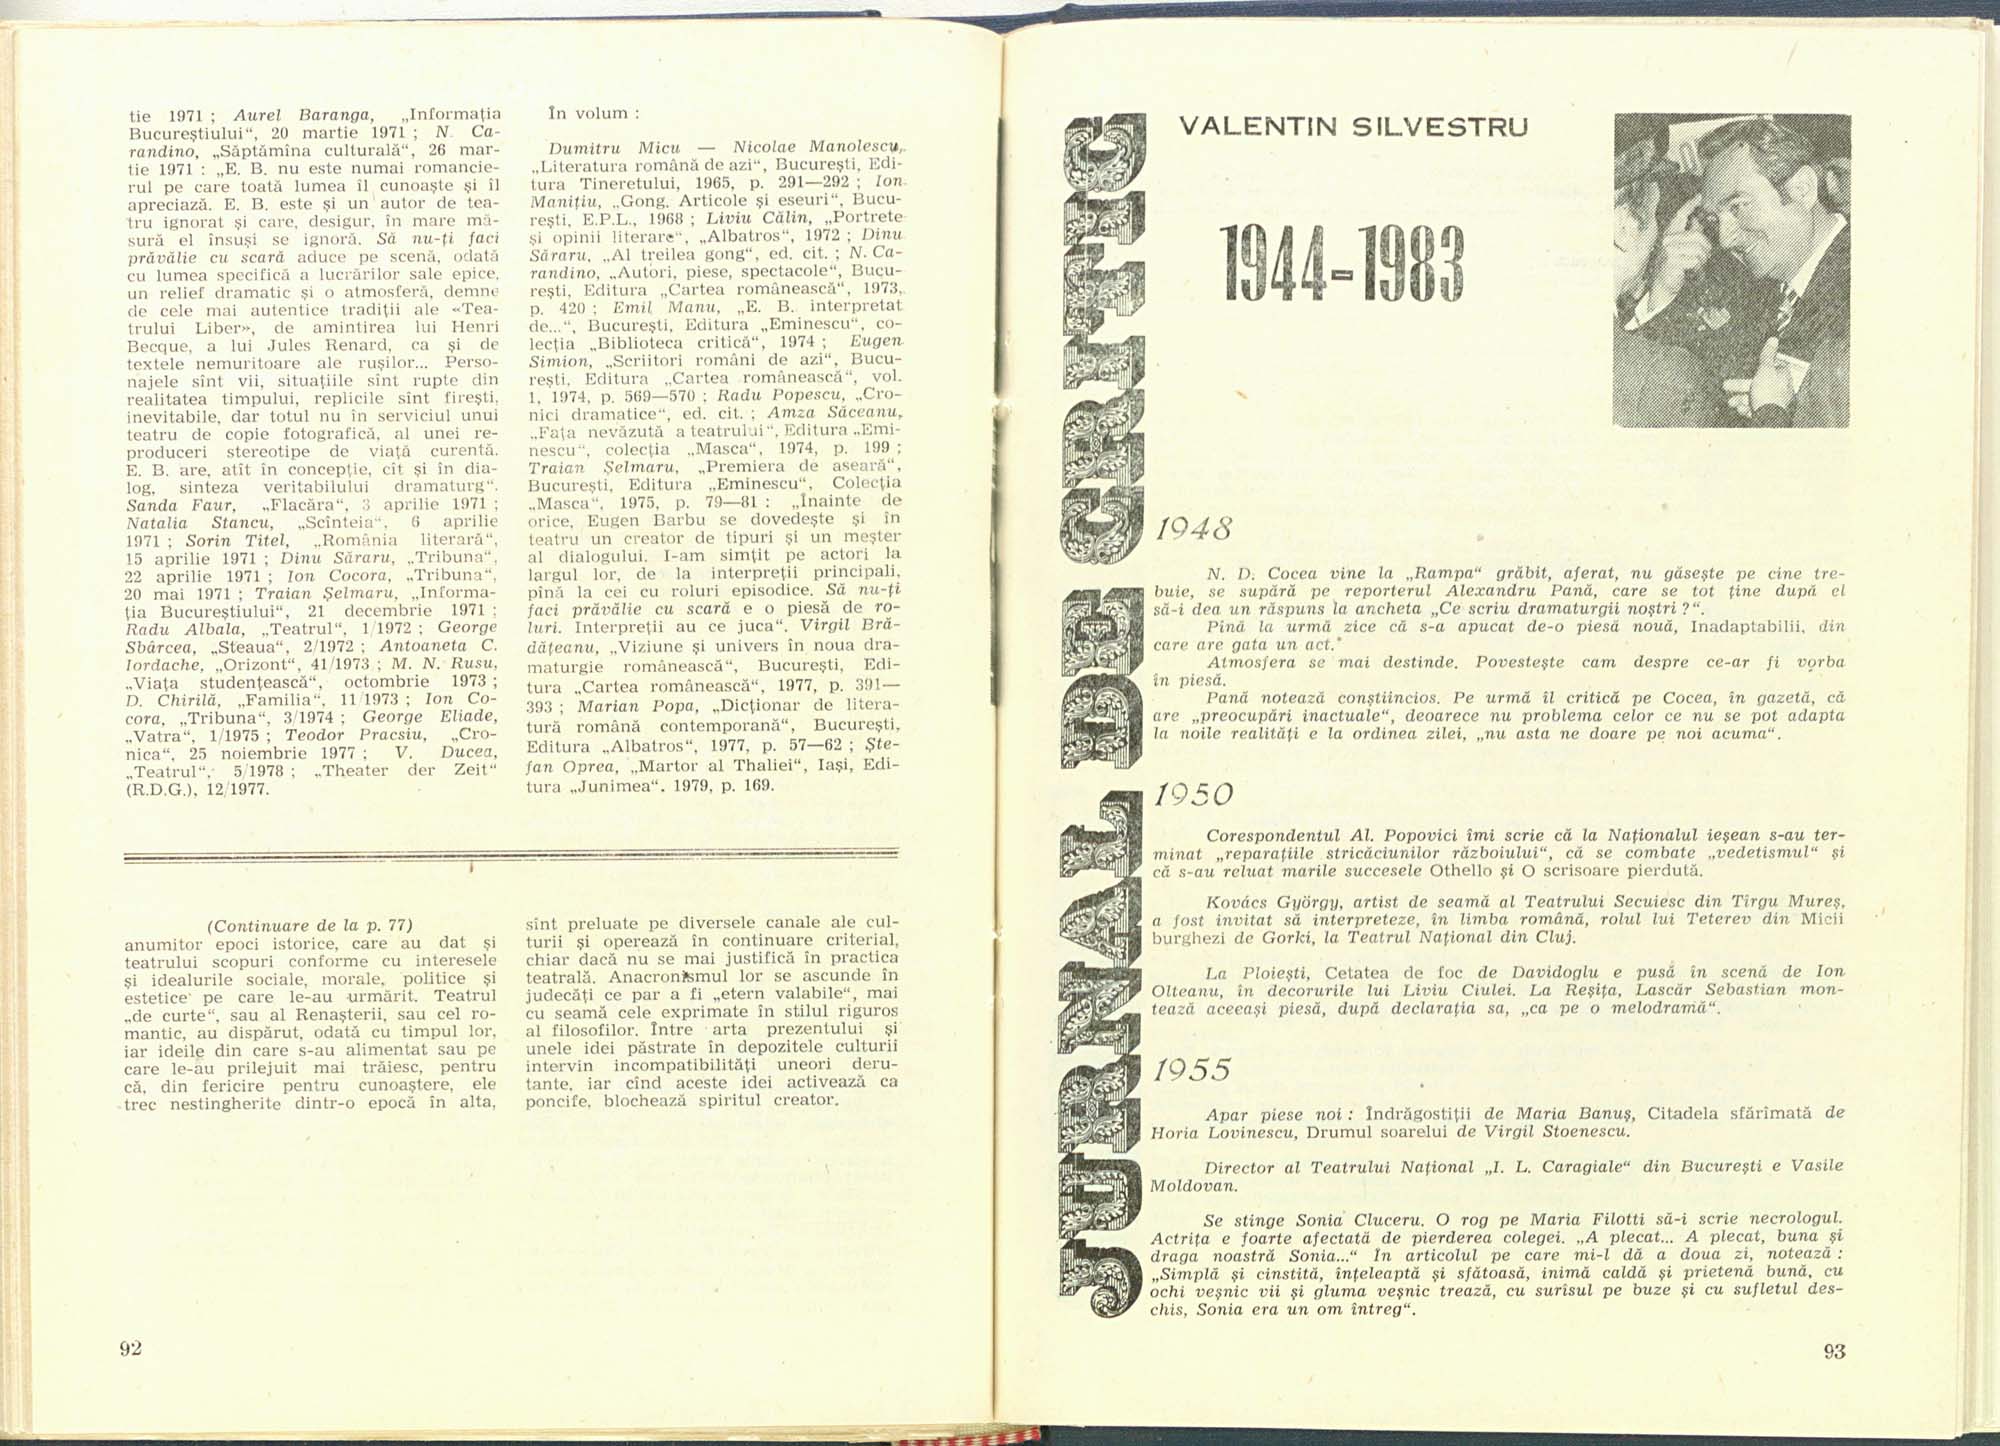 tie 1971 ; Aurel Baranga, „Informația
Bucureștiului“, 20 martie 1971 ; N. Ca-
randino, „Săptămîna culturală“, 26 mar-
tie 1971 : „E. B. nu este numai romancie-
rul pe care toată lumea îl cunoaște și îl
apreciază. E. B. este și un autor de tea-
tru ignorat și care, desigur, în mare mă-
sură el însuși se ignoră. Să nu-ți faci
prăvălie cu scară aduce pe scenă, odată
cu lumea specifică a lucrărilor sale epice,
un relief dramatic și o atmosferă, demne
de cele mai autentice tradiții ale «Tea-
trului Liber», de amintirea lui Henri
Becque, a lui Jules Renard, ca și de
textele nemuritoare ale rușilor... Perso-
najele sînt vii, situațiile sînt rupte din
realitatea timpului, replicile sînt firești,
inevitabile, dar totul nu în serviciul unui
teatru de copie fotografică, al unei re-
produceri stereotipe de viață curentă.
E. B. are, atît în concepție, cît și în dia-
log, sinteza veritabilului dramaturg“.
Sanda Faur, „Flacăra“, 3 aprilie 1971 ;
Natalia Stancu, „Scînteia“, 6 aprilie
1971 ; Sorin Titel, „România literară“,
15 aprilie 1971 ; Dinu Săraru, „Tribuna“,
22 aprilie 1971 ; Ion Cocora, „Tribuna“,
20 mai 1971 ; Traian Șelmaru, „Informa-
ția Bucureștiului“, 21 decembrie 1971 ;
Radu Albala, „Teatrul“, 1/1972 ; George
Sbârcea, „Steaua“, 2/1972 ; Antoaneta C.
Iordache, „Orizont“, 41/1973 ; M. N. Rusu,
„Viața studențească“, octombrie 1973 ;
D. Chirilă, „Familia“, 11/1973 ; Ion Co-
cora, „Tribuna“, 3/1974 ; George Eliade,
„Vatra“, 1/1975 ; Teodor Pracsiu, „Cro-
nica“, 25 noiembrie 1977 ; V. Ducea,
„Teatrul“, 5/1978 ; „Theater der Zeit“
(R.D.G.), 12/1977.
În volum :
Dumitru Micu — Nicolae Manolescu,
„Literatura română de azi“, București, Edi-
tura Tineretului, 1965, p. 291—292 ; Ion
Manițiu, „Gong. Articole și eseuri“, Bucu-
rești, E.P.L., 1968 ; Liviu Călin, „Portrete
și opinii literare“, „Albatros“, 1972 ; Dinu
Săraru, „Al treilea gong“, ed. cit. ; N. Ca-
randino, „Autori, piese, spectacole“, Bucu-
rești, Editura „Cartea românească“, 1973,
p. 420 ; Emil Manu, „E. B. interpretat
de...“, București, Editura „Eminescu“, co-
lecția „Biblioteca critică“, 1974 ; Eugen
Simion, „Scriitori români de azi“, Bucu-
rești, Editura „Cartea românească“, vol.
1, 1974, p. 569—570 ; Radu Popescu, „Cro-
nici dramatice“, ed. cit. ; Amza Săceanu,
„Fața nevăzută a teatrului“, Editura „Emi-
nescu“, colecția „Masca“, 1974, p. 199 ;
Traian Șelmaru, „Premiera de aseară“,
București, Editura „Eminescu“, Colecția
„Masca“, 1975, p. 79—81 : „Înainte de
orice, Eugen Barbu se dovedește și în
teatru un creator de tipuri și un meșter
al dialogului. I-am simțit pe actori la
largul lor, de la interpreții principali,
pînă la cei cu roluri episodice. Să nu-ți
faci prăvălie cu scară e o piesă de ro-
luri. Interpreții au ce juca“. Virgil Bră-
dățeanu, „Viziune și univers în noua dra-
maturgie românească“, București, Edi-
tura „Cartea românească“, 1977, p. 391—
393 ; Marian Popa, „Dicționar de litera-
tură română contemporană“, București,
Editura „Albatros“, 1977, p. 57—62 ; Ște-
fan Oprea, „Martor al Thaliei“, Iași, Edi-
tura „Junimea“, 1979, p. 169.
(Continuare de la p. 77)
anumitor epoci istorice, care au dat și
teatrului scopuri conforme cu interesele
și idealurile sociale, morale, politice și
estetice pe care le-au urmărit. Teatrul
„de curte“, sau al Renașterii, sau cel ro-
mantic, au dispărut, odată cu timpul lor,
iar ideile din care s-au alimentat sau pe
care le-au prilejuit mai trăiesc, pentru
că, din fericire pentru cunoaștere, ele
trec nestingherite dintr-o epocă în alta,
sînt preluate pe diversele canale ale cul-
turii și operează în continuare criterial,
chiar dacă nu se mai justifică în practica
teatrală. Anacronismul lor se ascunde în
judecăți ce par a fi „etern valabile“, mai
cu seamă cele exprimate în stilul riguros
al filosofilor. Între arta prezentului și
unele idei păstrate în depozitele culturii
intervin incompatibilități uneori deru-
tante, iar cînd aceste idei activează ca
poncife, blochează spiritul creator.
92
JURNAL DE CRITIC
VALENTIN SILVESTRU
1944-1983
1948
N. D. Cocea vine la „Rampa“ grăbit, aferat, nu găsește pe cine tre-
buie, se supără pe reporterul Alexandru Pană, care se tot ține după el
să-i dea un răspuns la ancheta „Ce scriu dramaturgii noștri ?“.
Pînă la urmă zice că s-a apucat de-o piesă nouă, Inadaptabilii, din
care are gata un act.
Atmosfera se mai destinde. Povestește cam despre ce-ar fi vorba
în piesă.
Pană notează conștiincios. Pe urmă îl critică pe Cocea, în gazetă, că
are „preocupări inactuale“, deoarece nu problema celor ce nu se pot adapta
la noile realități e la ordinea zilei, „nu asta ne doare pe noi acuma“.
1950
Corespondentul Al. Popovici îmi scrie că la Naționalul ieșean s-au ter-
minat „reparațiile stricăciunilor războiului“, că se combate „vedetismul“ și
că s-au reluat marile succesele Othello și O scrisoare pierdută.
Kovács György, artist de seamă al Teatrului Secuiesc din Tîrgu Mureș,
a fost invitat să interpreteze, în limba română, rolul lui Teterev din Micii
burghezi de Gorki, la Teatrul Național din Cluj.
La Ploiești, Cetatea de foc de Davidoglu e pusă în scenă de Ion
Olteanu, în decorurile lui Liviu Ciulei. La Reșița, Lascăr Sebastian mon-
tează aceeași piesă, după declarația sa, „ca pe o melodramă“.
1955
Apar piese noi : Îndrăgostiții de Maria Banuș, Citadela sfărîmată de
Horia Lovinescu, Drumul soarelui de Virgil Stoenescu.
Director al Teatrului Național „I. L. Caragiale“ din București e Vasile
Moldovan.
Se stinge Sonia Cluceru. O rog pe Maria Filotti să-i scrie necrologul.
Actrița e foarte afectată de pierderea colegei. „A plecat... A plecat, buna și
draga noastră Sonia...“ În articolul pe care mi-l dă a doua zi, notează :
„Simplă și cinstită, înțeleaptă și sfătoasă, inimă caldă și prietenă bună, cu
ochi veșnic vii și gluma veșnic trează, cu surîsul pe buze și cu sufletul des-
chis, Sonia era un om întreg“.
93